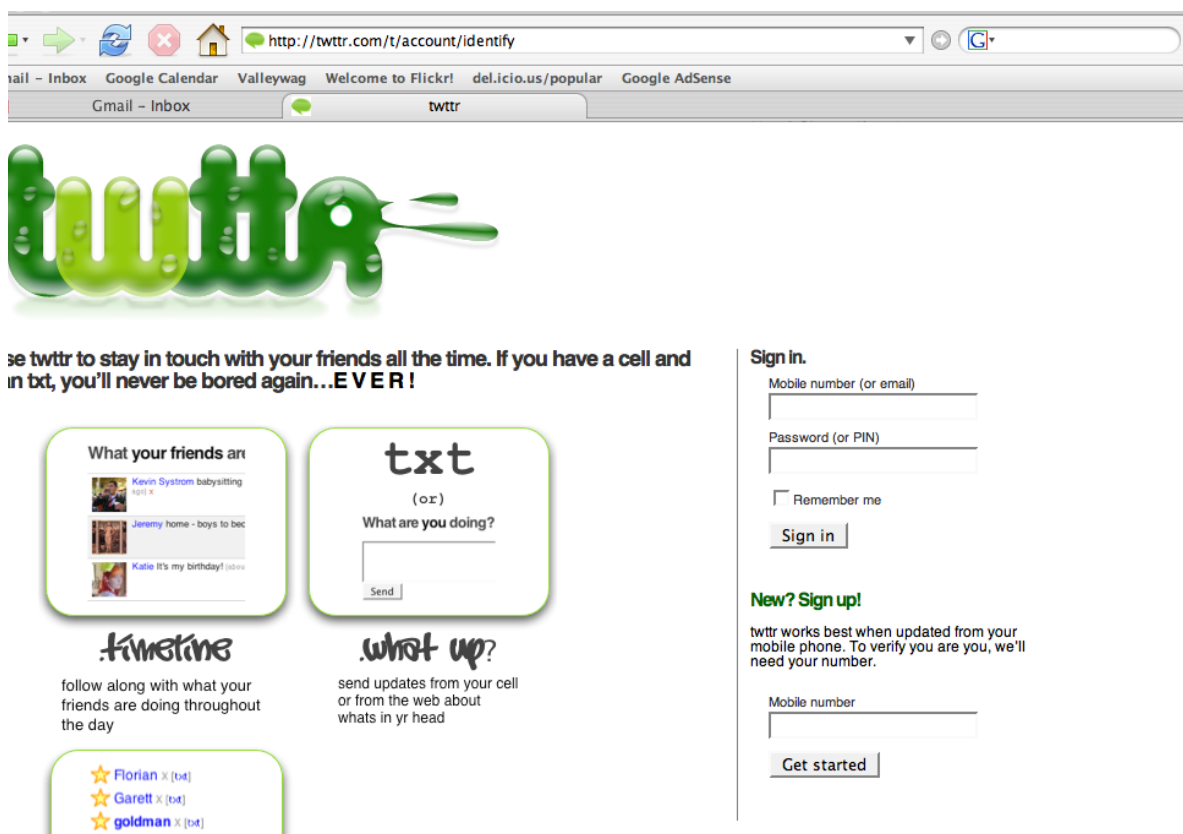 http://twttr.com/t/account/identify
Inbox Google Calendar Valleywag Welcome to Flickr! del.icio.us/popular Google AdSense
Gmail - Inbox twttr
twttr
twttr to stay in touch with your friends all the time. If you have a cell and
txt, you'll never be bored again...EVER!
What your friends are
Kevin Systrom babysitting
ago) x
Jeremy home - boys to bed
Katie It's my birthday!
.timeline
follow along with what your
friends are doing throughout
the day
txt
(or)
What are you doing?
Send
.what up?
send updates from your cell
or from the web about
whats in yr head
Florian x [txt]
Garett x [txt]
goldman x [txt]
Sign in.
Mobile number (or email)
Password (or PIN)
Remember me
Sign in
New? Sign up!
twttr works best when updated from your
mobile phone. To verify you are you, we'll
need your number.
Mobile number
Get started